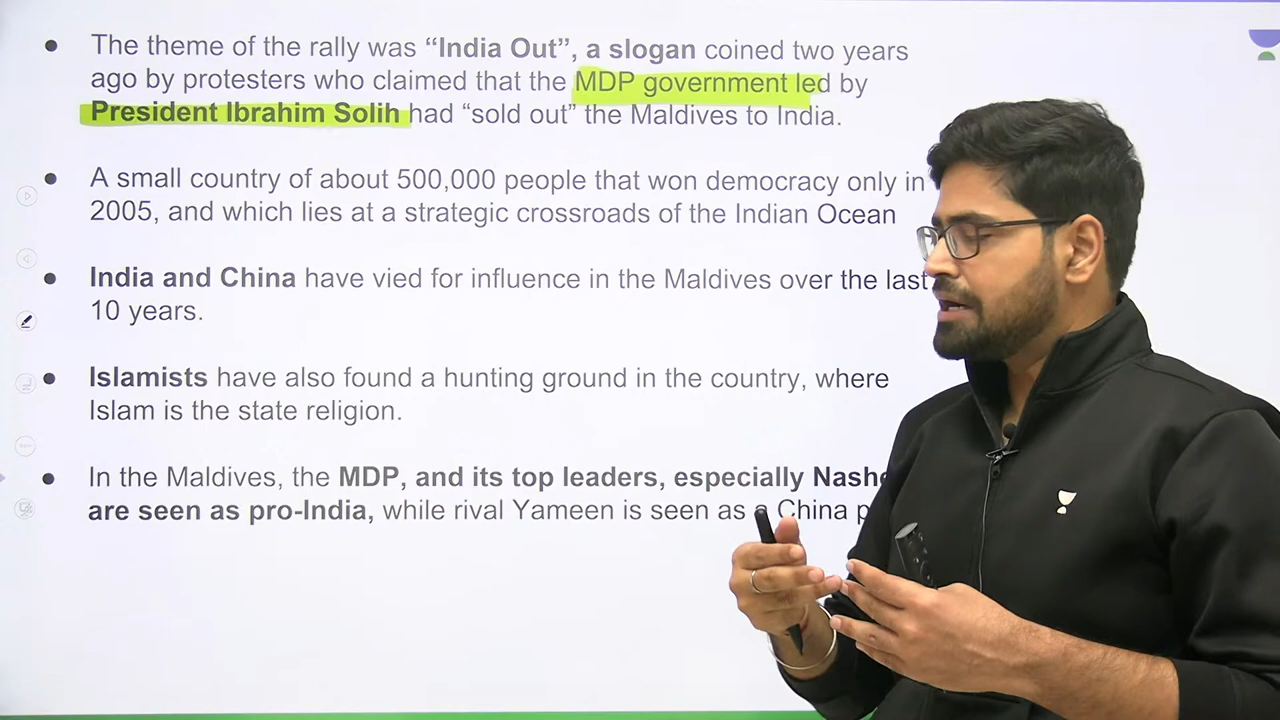 The theme of the rally was “India Out”, a slogan coined two years
ago by protesters who claimed that the MDP government led by
President Ibrahim Solih had “sold out” the Maldives to India.
A small country of about 500,000 people that won democracy only in
2005, and which lies at a strategic crossroads of the Indian Ocean
India and China have vied for influence in the Maldives over the last
10 years.
Islamists have also found a hunting ground in the country, where
Islam is the state religion.
In the Maldives, the MDP, and its top leaders, especially
are seen as pro-India, while rival Yameen is seen as a China